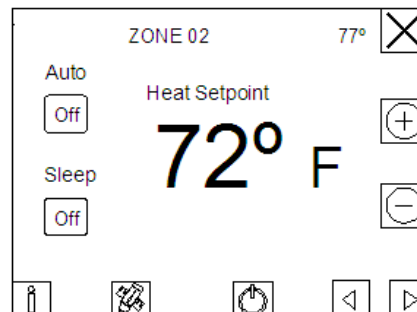 ZONE 02 77º
Auto
Off
Heat Setpoint
72º F
Sleep
Off